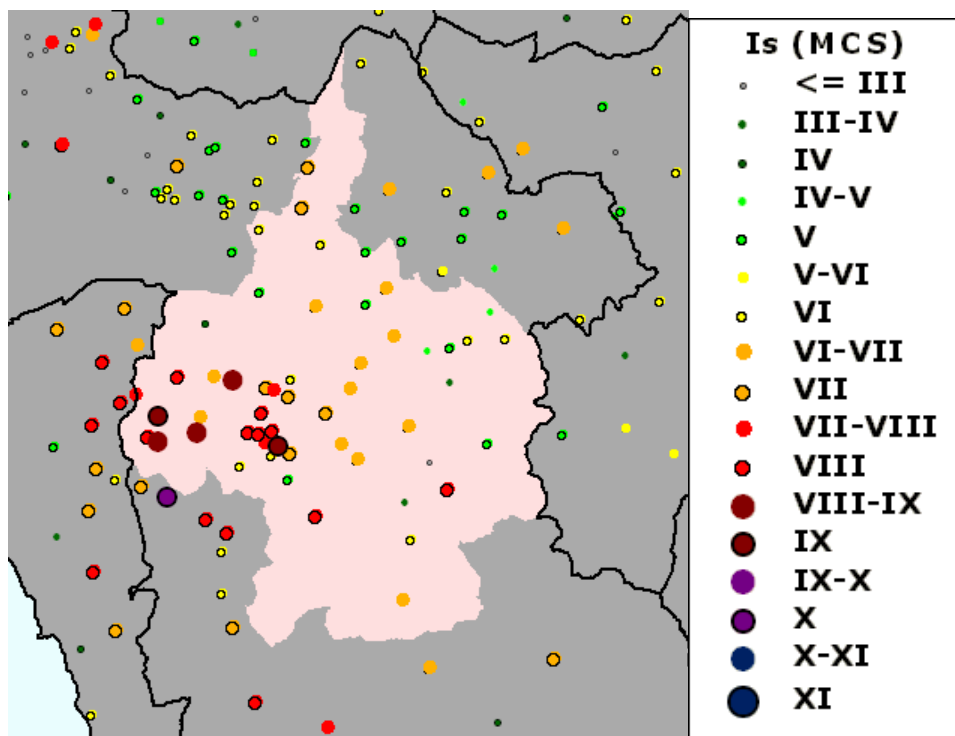 Is (MCS)
<= III
III-IV
IV
IV-V
V
V-VI
VI
VI-VII
VII
VII-VIII
VIII
VIII-IX
IX
IX-X
X
X-XI
XI